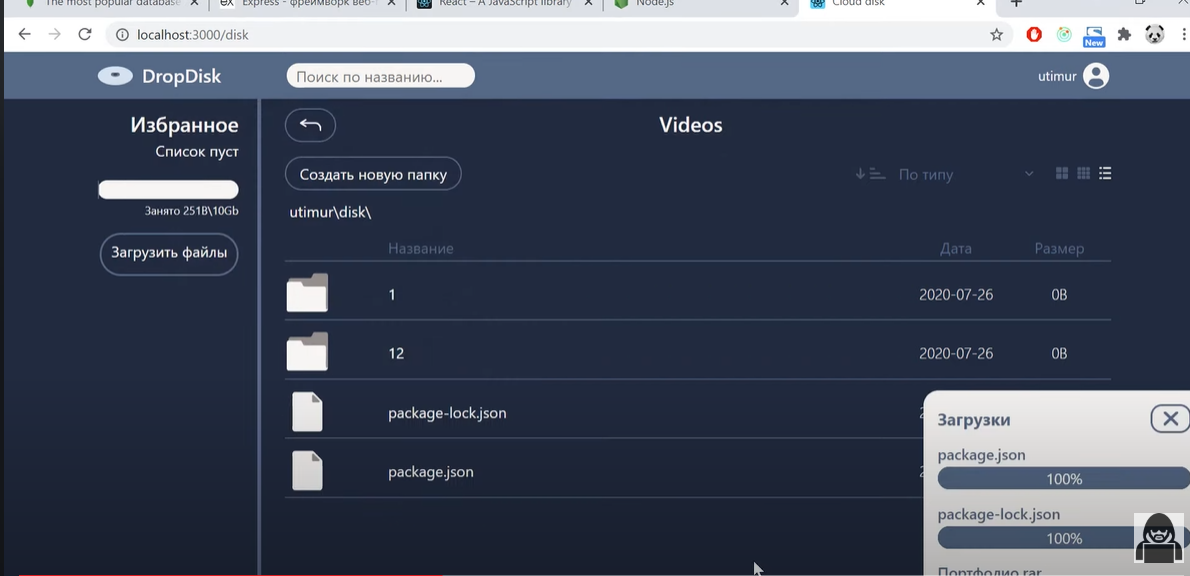 The most popular database
Express - фреймворк веб-
React – A JavaScript library
Node.js
Cloud disk
localhost:3000/disk
New
DropDisk
Поиск по названию...
utimur
Избранное
Videos
Список пуст
Создать новую папку
По типу
Занято 251B\10Gb
utimur\disk\
Загрузить файлы
Название Дата Размер
1 2020-07-26 0B
12 2020-07-26 0B
package-lock.json
package.json
Загрузки
package.json
100%
package-lock.json
100%
Портфолио.rar